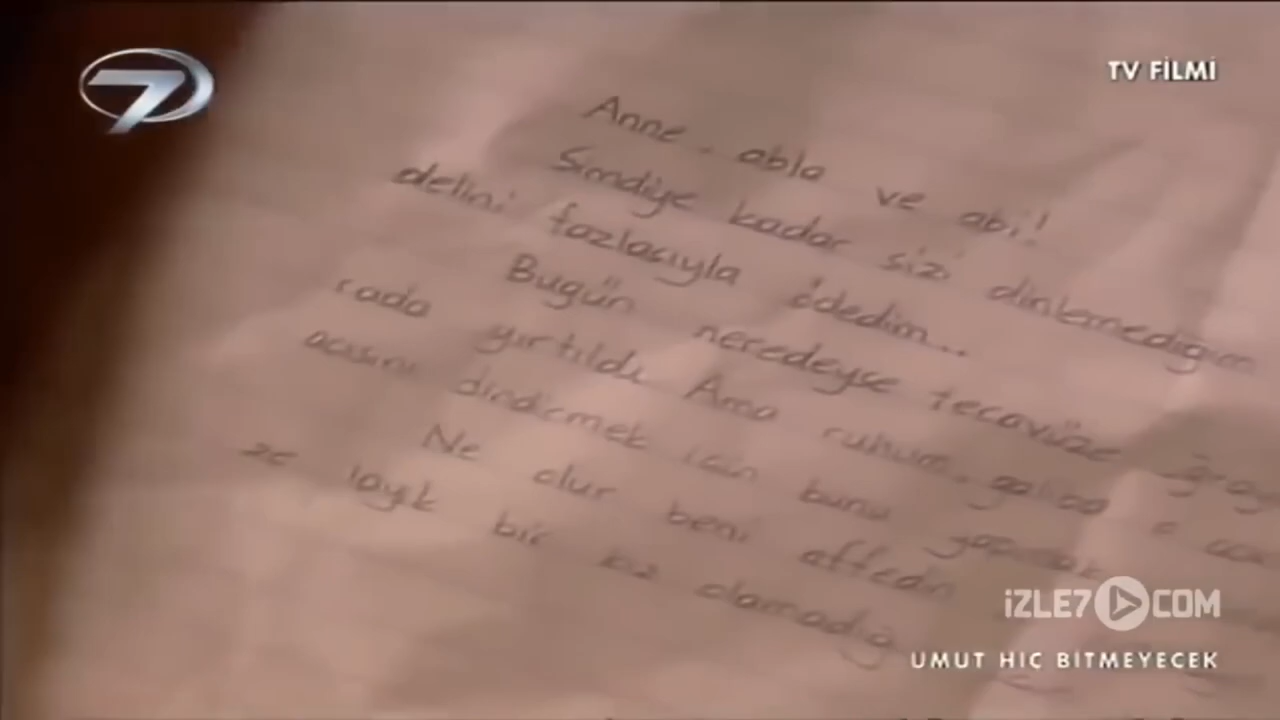 7
TV FİLMİ
Anne, abla ve abi!
Şimdiye kadar sizi dinlemediğim
delini fazlasıyla ödedim...
Bugün neredeyse tecavüze
rada yırtıldı. Ama ruhum, galiba o
acısını dindirmek için bunu yapmak
Ne olur beni affedin
ze layık bir kız olamadığ
İZLE7 COM
UMUT HİÇ BİTMEYECEK